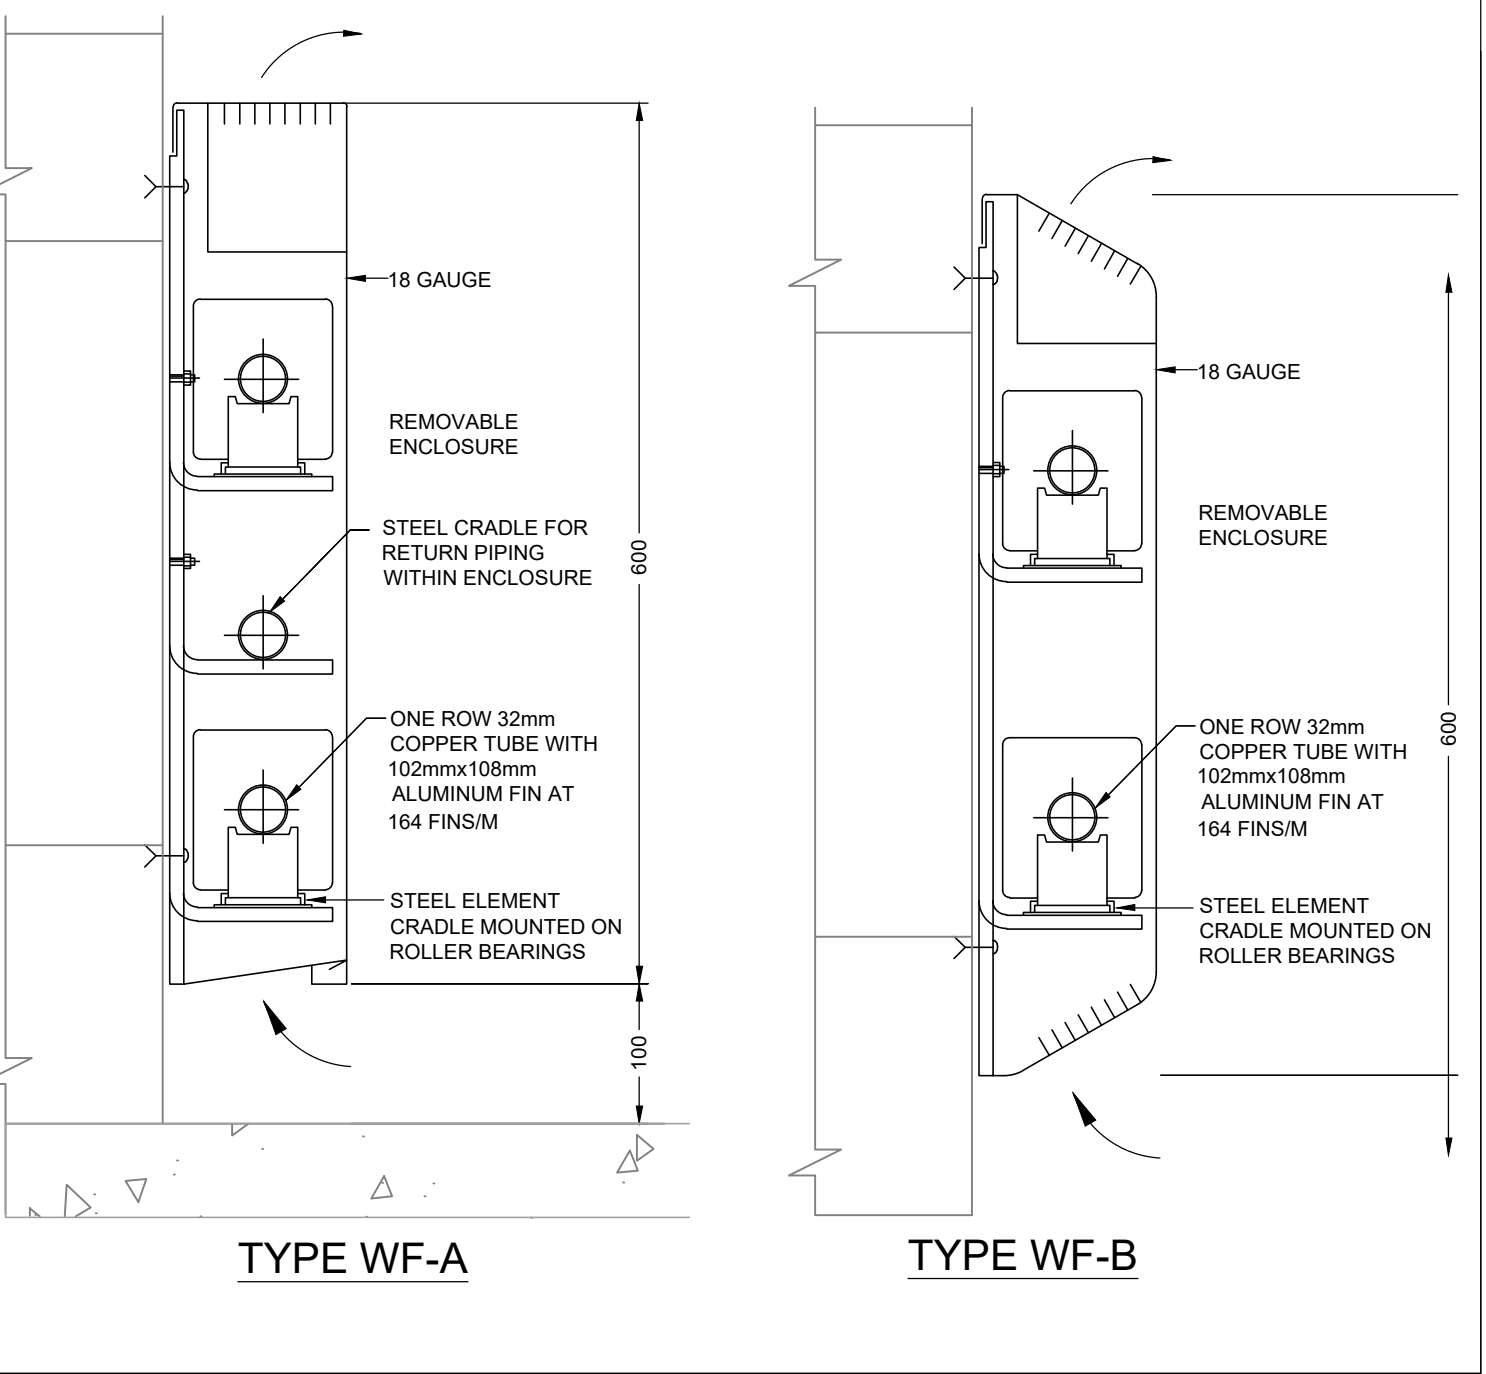 18 GAUGE
REMOVABLE
ENCLOSURE
STEEL CRADLE FOR
RETURN PIPING
WITHIN ENCLOSURE
600
ONE ROW 32mm
COPPER TUBE WITH
102mmx108mm
ALUMINUM FIN AT
164 FINS/M
STEEL ELEMENT
CRADLE MOUNTED ON
ROLLER BEARINGS
100
TYPE WF-A
18 GAUGE
REMOVABLE
ENCLOSURE
600
ONE ROW 32mm
COPPER TUBE WITH
102mmx108mm
ALUMINUM FIN AT
164 FINS/M
STEEL ELEMENT
CRADLE MOUNTED ON
ROLLER BEARINGS
TYPE WF-B